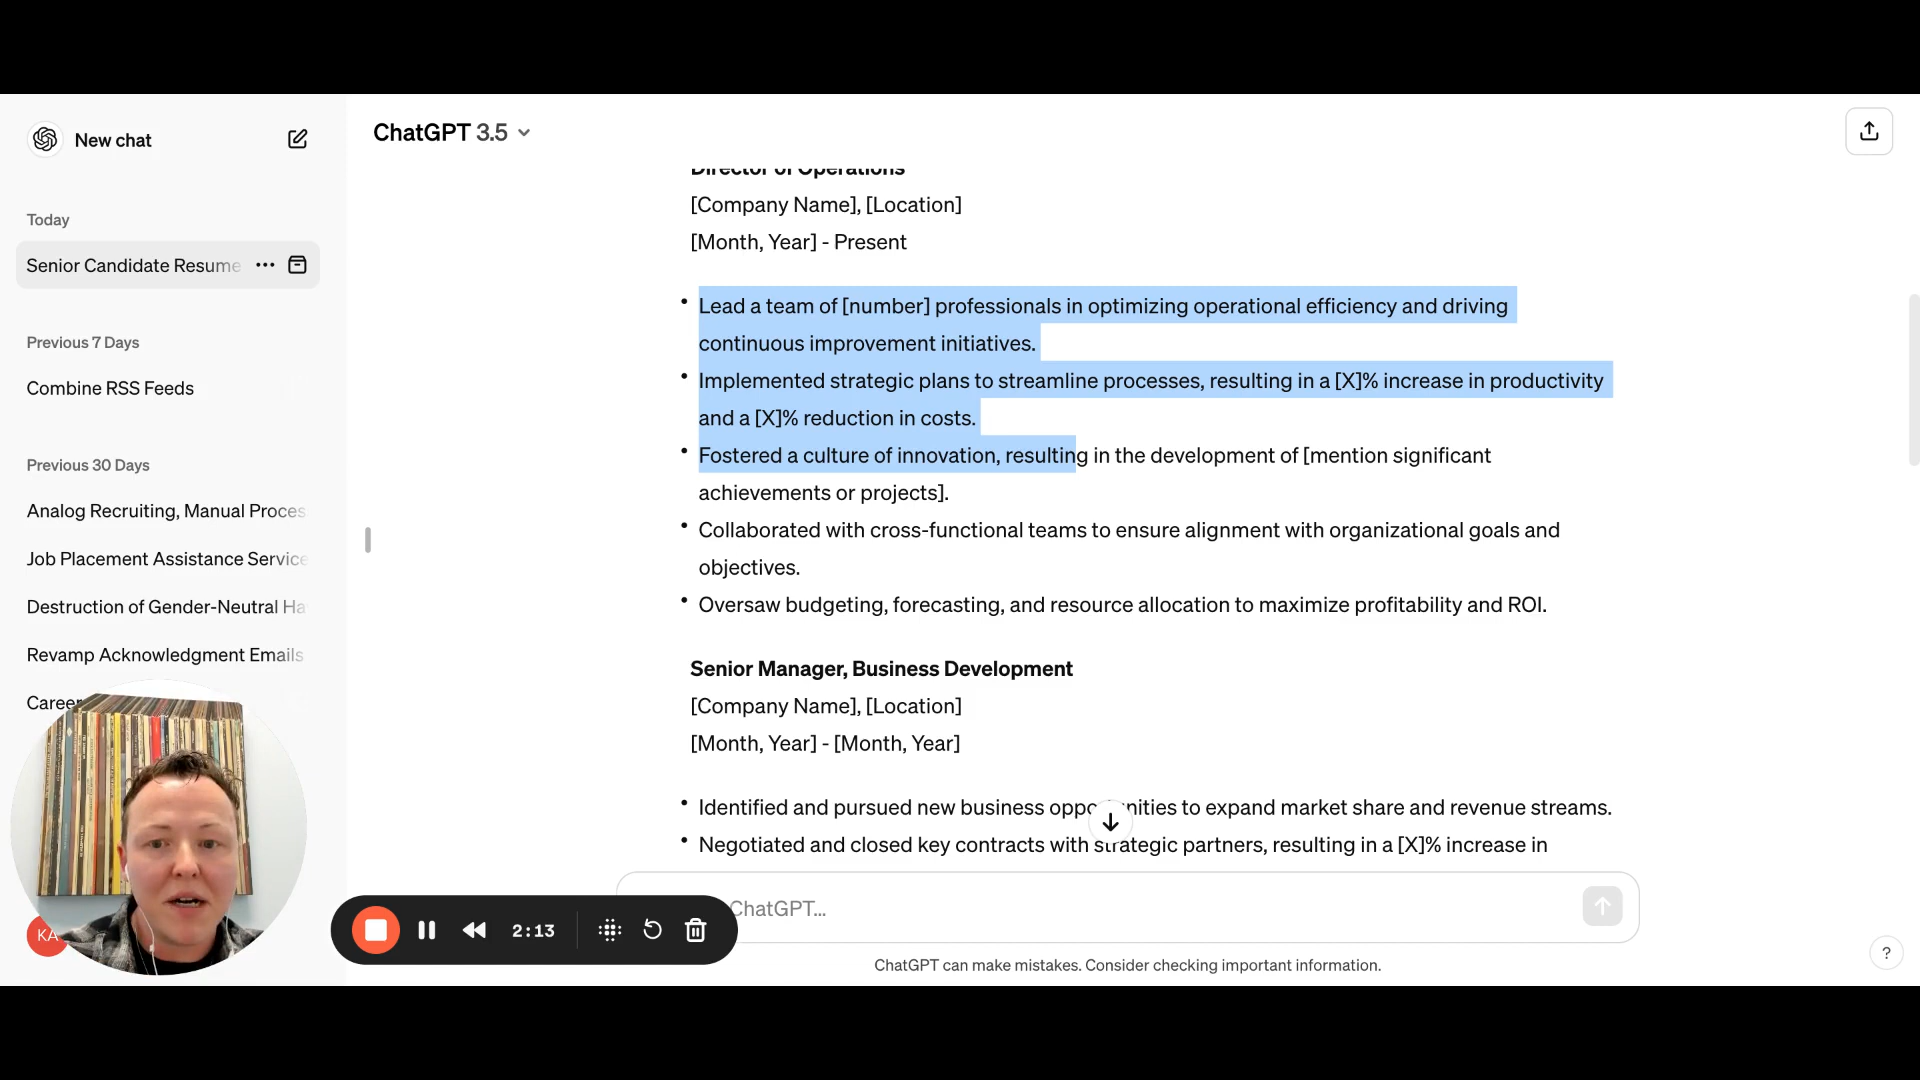 New chat
Today
Senior Candidate Resume
Previous 7 Days
Combine RSS Feeds
Previous 30 Days
Analog Recruiting, Manual Proces
Job Placement Assistance Service
Destruction of Gender-Neutral Ha
Revamp Acknowledgment Emails
Career
KA
ChatGPT 3.5
Director of Operations
[Company Name], [Location]
[Month, Year] - Present
• Lead a team of [number] professionals in optimizing operational efficiency and driving
continuous improvement initiatives.
• Implemented strategic plans to streamline processes, resulting in a [X]% increase in productivity
and a [X]% reduction in costs.
• Fostered a culture of innovation, resulting in the development of [mention significant
achievements or projects].
• Collaborated with cross-functional teams to ensure alignment with organizational goals and
objectives.
• Oversaw budgeting, forecasting, and resource allocation to maximize profitability and ROI.
Senior Manager, Business Development
[Company Name], [Location]
[Month, Year] - [Month, Year]
• Identified and pursued new business opportunities to expand market share and revenue streams.
• Negotiated and closed key contracts with strategic partners, resulting in a [X]% increase in
ChatGPT...
2:13
ChatGPT can make mistakes. Consider checking important information.
?